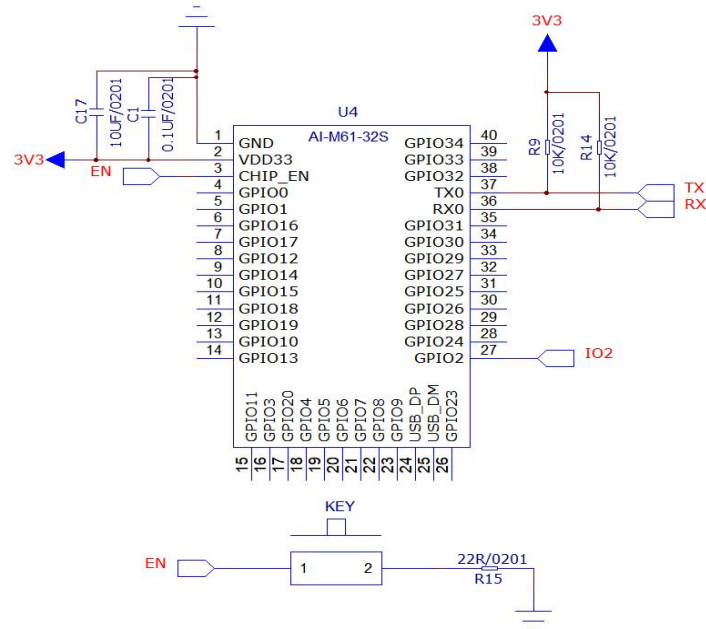 3V3
U4
AI-M61-32S
C17
10UF/0201
C1
0.1UF/0201
R9
10K/0201
R14
10K/0201
3V3
EN
TX
RX
IO2
1 GND
2 VDD33
3 CHIP_EN
4 GPIO0
5 GPIO1
6 GPIO16
7 GPIO17
8 GPIO12
9 GPIO14
10 GPIO15
11 GPIO18
12 GPIO19
13 GPIO10
14 GPIO13
GPIO34 40
GPIO33 39
GPIO32 38
TX0 37
RX0 36
GPIO31 35
GPIO30 34
GPIO29 33
GPIO27 32
GPIO25 31
GPIO26 30
GPIO28 29
GPIO24 28
GPIO2 27
15 GPIO11
16 GPIO3
17 GPIO20
18 GPIO4
19 GPIO5
20 GPIO6
21 GPIO7
22 GPIO8
23 GPIO9
24 USB_DP
25 USB_DM
26 GPIO23
KEY
EN
1 2
22R/0201
R15